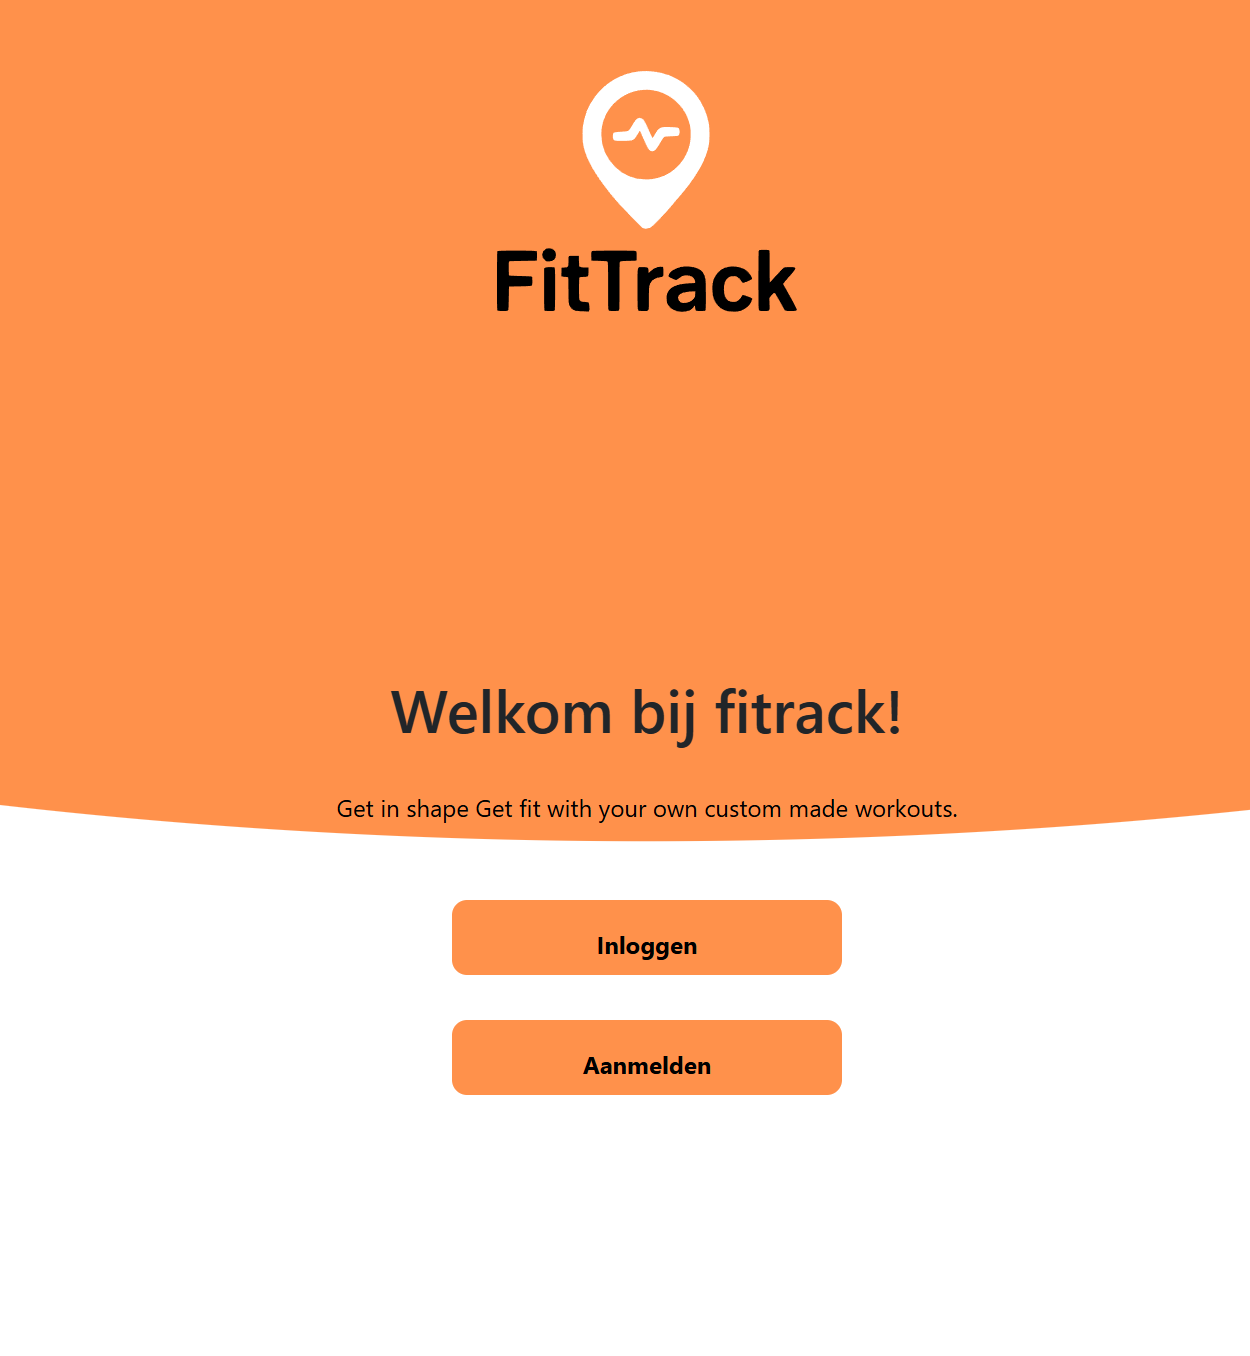 FitTrack
Welkom bij fitrack!
Get in shape Get fit with your own custom made workouts.
Inloggen
Aanmelden